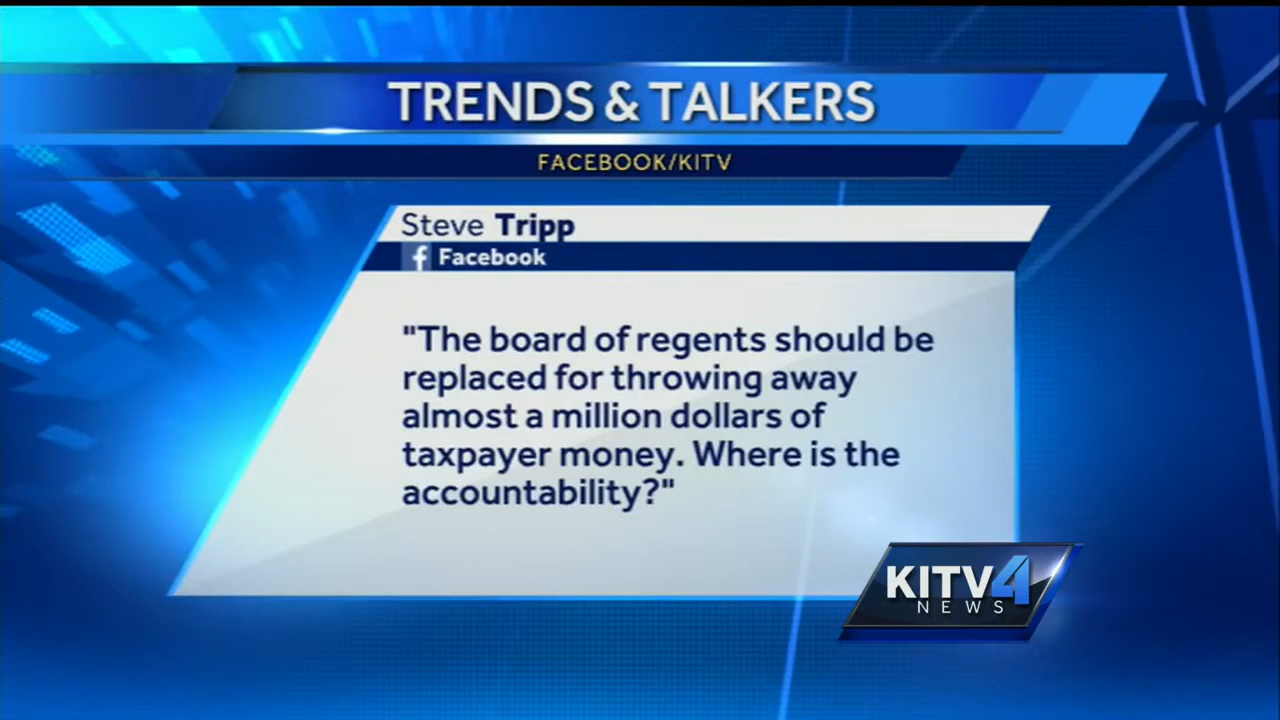 TRENDS & TALKERS
FACEBOOK/KITV
Steve Tripp
f Facebook
"The board of regents should be
replaced for throwing away
almost a million dollars of
taxpayer money. Where is the
accountability?"
KITV4
NEWS